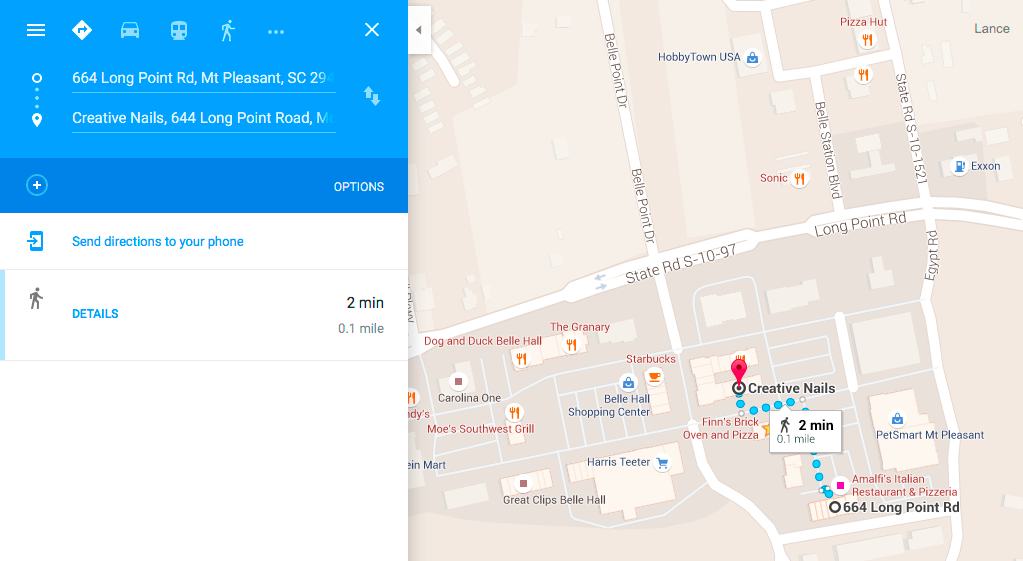 664 Long Point Rd, Mt Pleasant, SC 294
Creative Nails, 644 Long Point Road, M
OPTIONS
Send directions to your phone
2 min
DETAILS
0.1 mile
Pizza Hut
Lance
HobbyTown USA
Belle Point Dr
State Rd S-10-1521
Belle Station Blvd
Exxon
Sonic
Belle Point Dr
Long Point Rd
Egypt Rd
State Rd S-10-97
The Granary
Dog and Duck Belle Hall
Starbucks
Creative Nails
Carolina One
Belle Hall
Shopping Center
Finn's Brick
Oven and Pizza
2 min
0.1 mile
Moe's Southwest Grill
PetSmart Mt Pleasant
Harris Teeter
ein Mart
Amalfi's Italian
Restaurant & Pizzeria
Great Clips Belle Hall
664 Long Point Rd